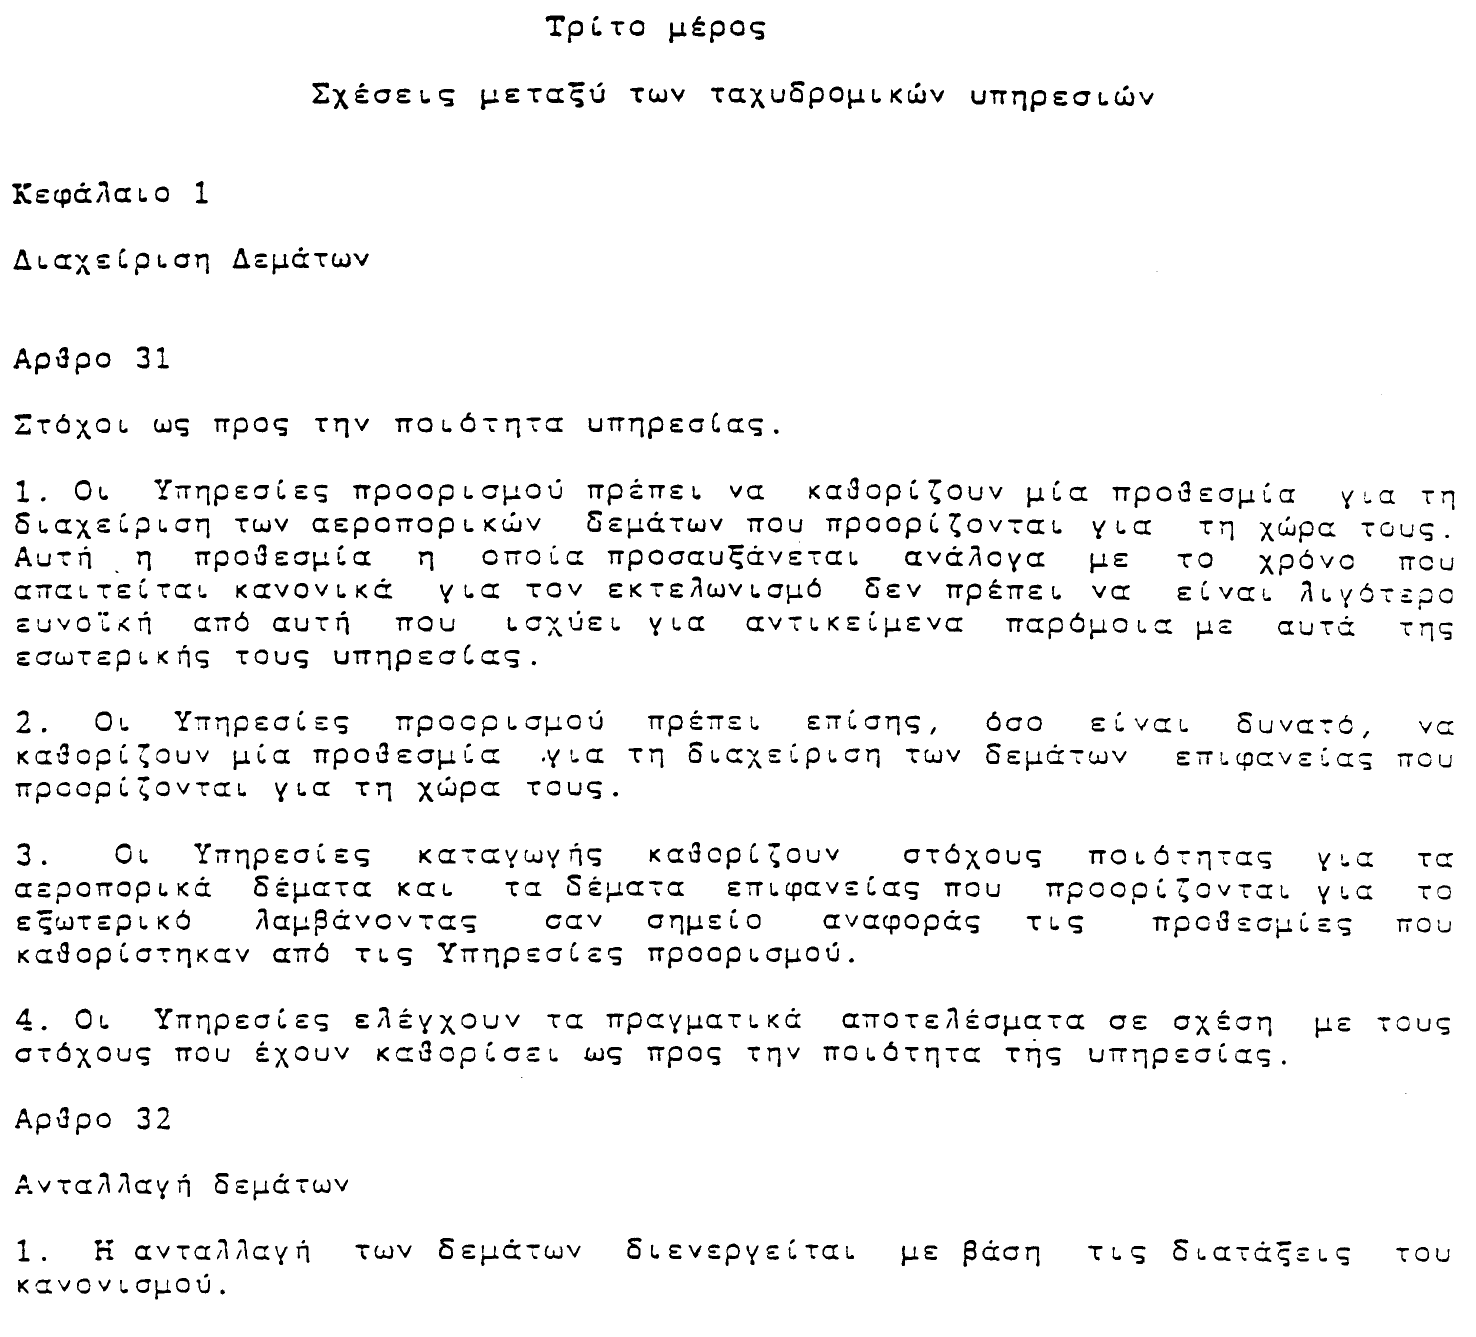 Τρίτο μέρος
Σχέσεις μεταξύ των ταχυδρομικών υπηρεσιών
Κεφάλαιο 1
Διαχείριση Δεμάτων
Αρθρο 31
Στόχοι ως προς την ποιότητα υπηρεσίας.
1. Οι Υπηρεσίες προορισμού πρέπει να καθορίζουν μία προθεσμία για τη
διαχείριση των αεροπορικών δεμάτων που προορίζονται για τη χώρα τους.
Αυτή η προθεσμία η οποία προσαυξάνεται ανάλογα με το χρόνο που
απαιτείται κανονικά για τον εκτελωνισμό δεν πρέπει να είναι λιγότερο
ευνοϊκή από αυτή που ισχύει για αντικείμενα παρόμοια με αυτά της
εσωτερικής τους υπηρεσίας.
2. Οι Υπηρεσίες προορισμού πρέπει επίσης, όσο είναι δυνατό, να
καθορίζουν μία προθεσμία για τη διαχείριση των δεμάτων επιφανείας που
προορίζονται για τη χώρα τους.
3. Οι Υπηρεσίες καταγωγής καθορίζουν στόχους ποιότητας για τα
αεροπορικά δέματα και τα δέματα επιφανείας που προορίζονται για το
εξωτερικό λαμβάνοντας σαν σημείο αναφοράς τις προθεσμίες που
καθορίστηκαν από τις Υπηρεσίες προορισμού.
4. Οι Υπηρεσίες ελέγχουν τα πραγματικά αποτελέσματα σε σχέση με τους
στόχους που έχουν καθορίσει ως προς την ποιότητα της υπηρεσίας.
Αρθρο 32
Ανταλλαγή δεμάτων
1. Η ανταλλαγή των δεμάτων διενεργείται με βάση τις διατάξεις του
κανονισμού.